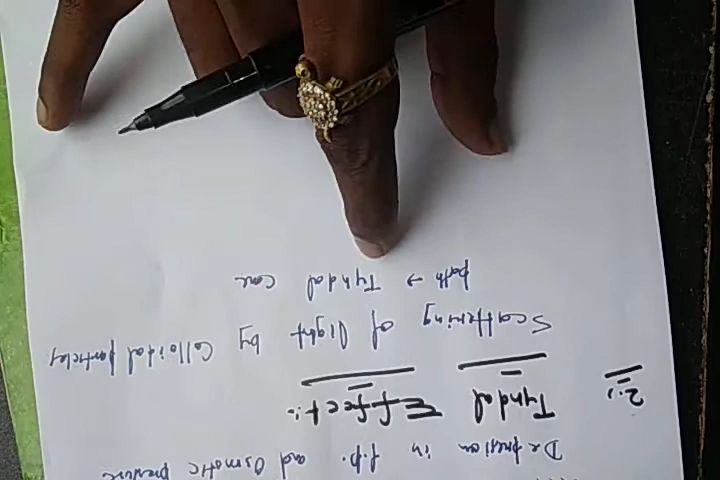 Depression in f.p. and Osmotic pressure
2.:
Tyndal Effect :-
Scattering of light by Colloidal particles
path → Tyndal Cone